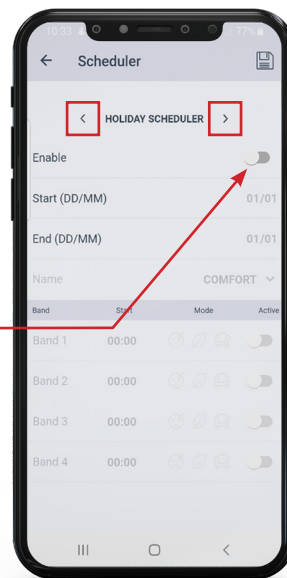 10:33
77%
Scheduler
HOLIDAY SCHEDULER
Enable
Start (DD/MM) 01/01
End (DD/MM) 01/01
Name COMFORT
Band Start Mode Active
Band 1 00:00
Band 2 00:00
Band 3 00:00
Band 4 00:00